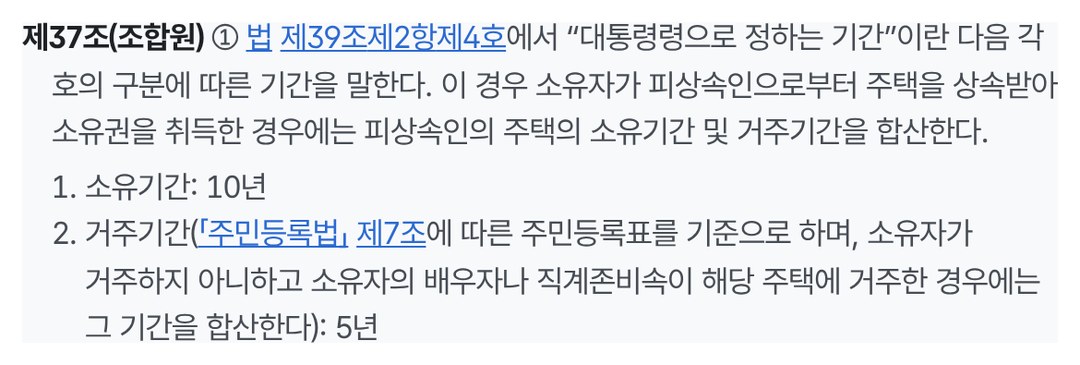 제37조(조합원) ① 법 제39조제2항제4호에서 “대통령령으로 정하는 기간”이란 다음 각
호의 구분에 따른 기간을 말한다. 이 경우 소유자가 피상속인으로부터 주택을 상속받아
소유권을 취득한 경우에는 피상속인의 주택의 소유기간 및 거주기간을 합산한다.
1. 소유기간: 10년
2. 거주기간(「주민등록법」 제7조에 따른 주민등록표를 기준으로 하며, 소유자가
거주하지 아니하고 소유자의 배우자나 직계존비속이 해당 주택에 거주한 경우에는
그 기간을 합산한다): 5년